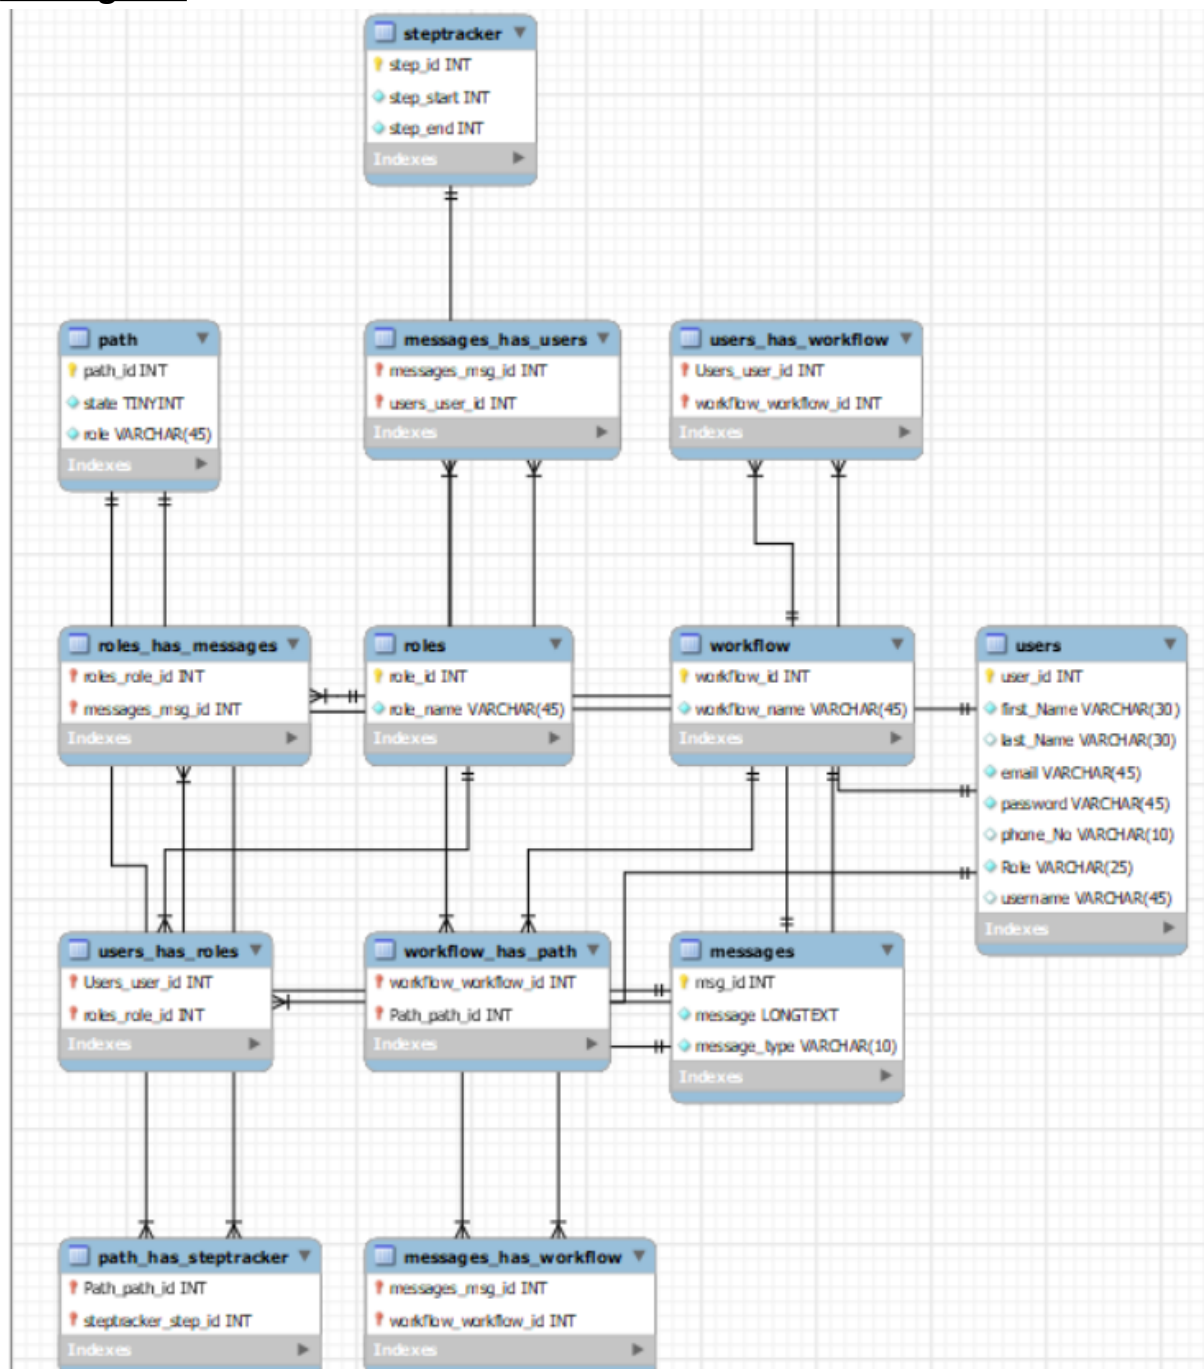 steptracker
step_id INT
step_start INT
step_end INT
Indexes
path
path_id INT
state TINYINT
role VARCHAR(45)
Indexes
messages_has_users
messages_msg_id INT
users_user_id INT
Indexes
users_has_workflow
Users_user_id INT
workflow_workflow_id INT
Indexes
roles_has_messages
roles_role_id INT
messages_msg_id INT
Indexes
roles
role_id INT
role_name VARCHAR(45)
Indexes
workflow
workflow_id INT
workflow_name VARCHAR(45)
Indexes
users
user_id INT
first_Name VARCHAR(30)
last_Name VARCHAR(30)
email VARCHAR(45)
password VARCHAR(45)
phone_No VARCHAR(10)
Role VARCHAR(25)
username VARCHAR(45)
Indexes
users_has_roles
Users_user_id INT
roles_role_id INT
Indexes
workflow_has_path
workflow_workflow_id INT
Path_path_id INT
Indexes
messages
msg_id INT
message LONGTEXT
message_type VARCHAR(10)
Indexes
path_has_steptracker
Path_path_id INT
steptracker_step_id INT
Indexes
messages_has_workflow
messages_msg_id INT
workflow_workflow_id INT
Indexes